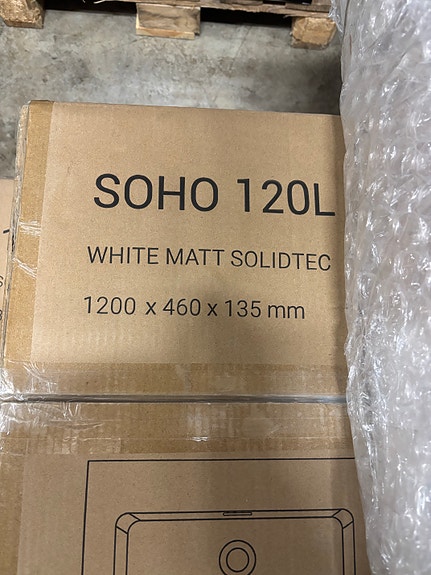 SOHO 120L
WHITE MATT SOLIDTEC
1200 x 460 x 135 mm